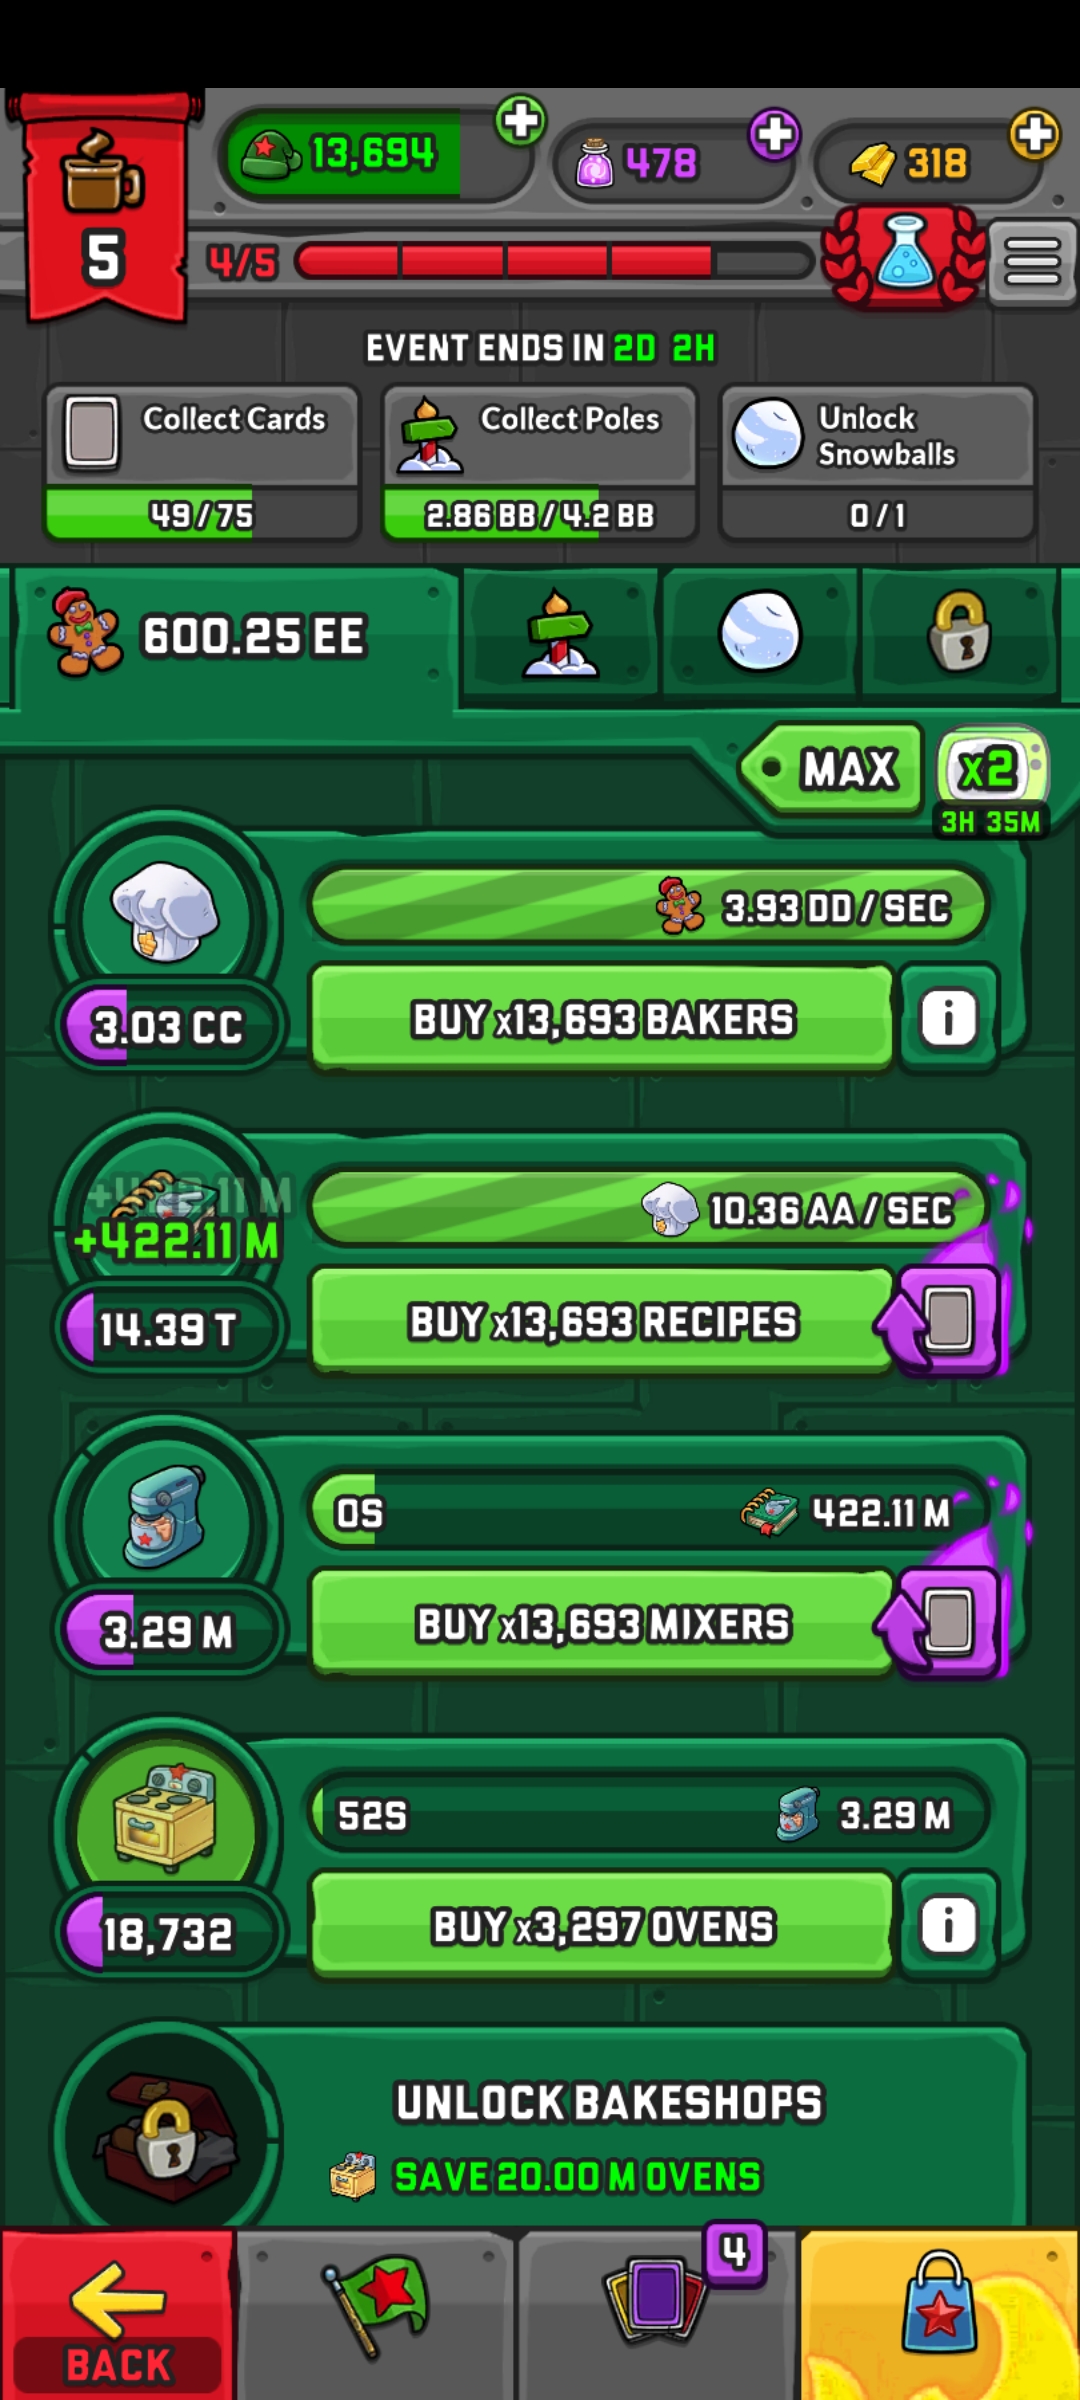 13,694
478
318
5
4/5
EVENT ENDS IN 2D 2H
Collect Cards
49/75
Collect Poles
2.86 BB/4.2 BB
Unlock
Snowballs
0/1
600.25 EE
MAX
x2
3H 35M
3.93 DD/SEC
3.03 CC
BUY x13,693 BAKERS
i
+422.11 M
+422.11 M
10.36 AA/SEC
14.39 T
BUY x13,693 RECIPES
0S
422.11 M
3.29 M
BUY x13,693 MIXERS
52S
3.29 M
18,732
BUY x3,297 OVENS
i
UNLOCK BAKESHOPS
SAVE 20.00 M OVENS
4
BACK